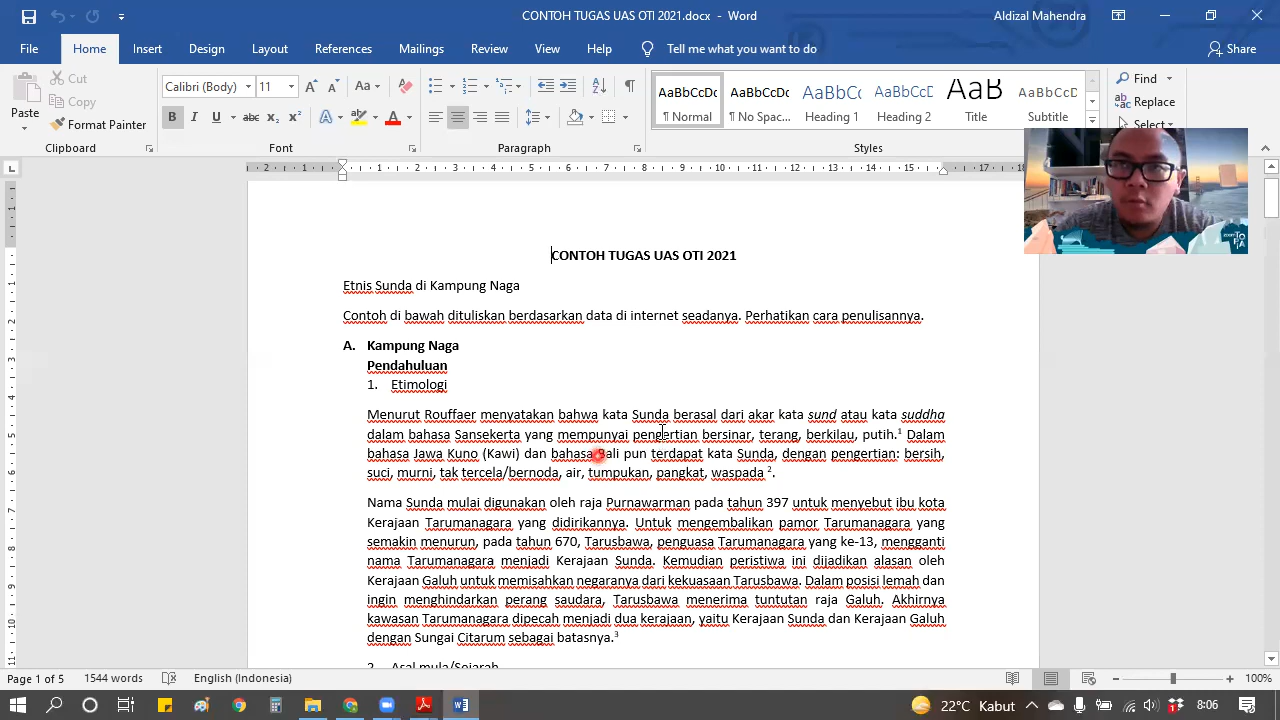 CONTOH TUGAS UAS OTI 2021.docx - Word
Aldizal Mahendra
File Home Insert Design Layout References Mailings Review View Help Tell me what you want to do Share
Paste
Cut
Copy
Format Painter
Clipboard
Calibri (Body) 11
Font
Paragraph
AaBbCcDc AaBbCcDc AaBbCc AaBbCcD AaB AaBbCcD
¶ Normal ¶ No Spac... Heading 1 Heading 2 Title Subtitle
Styles
Find
Replace
Select
CONTOH TUGAS UAS OTI 2021
Etnis Sunda di Kampung Naga
Contoh di bawah dituliskan berdasarkan data di internet seadanya. Perhatikan cara penulisannya.
A. Kampung Naga
Pendahuluan
1. Etimologi
Menurut Rouffaer menyatakan bahwa kata Sunda berasal dari akar kata sund atau kata suddha
dalam bahasa Sansekerta yang mempunyai pengertian bersinar, terang, berkilau, putih.¹ Dalam
bahasa Jawa Kuno (Kawi) dan bahasa Bali pun terdapat kata Sunda, dengan pengertian: bersih,
suci, murni, tak tercela/bernoda, air, tumpukan, pangkat, waspada ².
Nama Sunda mulai digunakan oleh raja Purnawarman pada tahun 397 untuk menyebut ibu kota
Kerajaan Tarumanagara yang didirikannya. Untuk mengembalikan pamor Tarumanagara yang
semakin menurun, pada tahun 670, Tarusbawa, penguasa Tarumanagara yang ke-13, mengganti
nama Tarumanagara menjadi Kerajaan Sunda. Kemudian peristiwa ini dijadikan alasan oleh
Kerajaan Galuh untuk memisahkan negaranya dari kekuasaan Tarusbawa. Dalam posisi lemah dan
ingin menghindarkan perang saudara, Tarusbawa menerima tuntutan raja Galuh. Akhirnya
kawasan Tarumanagara dipecah menjadi dua kerajaan, yaitu Kerajaan Sunda dan Kerajaan Galuh
dengan Sungai Citarum sebagai batasnya.³
2. Asal mula/Sejarah
Page 1 of 5 1544 words English (Indonesia) 100%
22°C Kabut 8:06